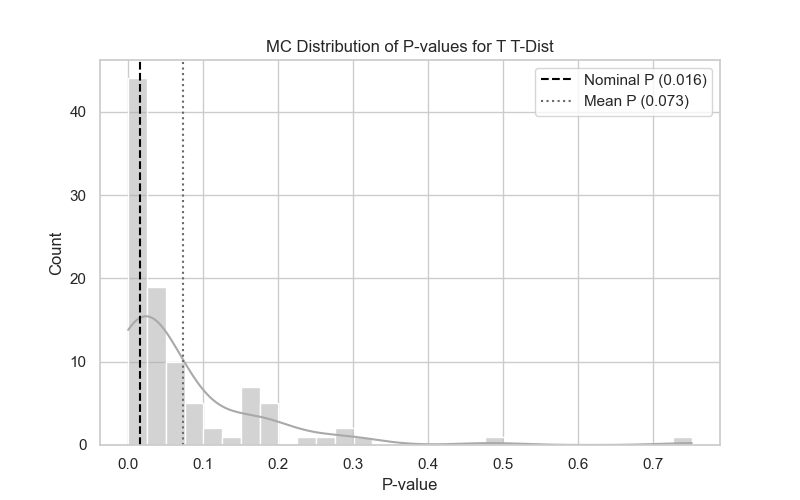 MC Distribution of P-values for T T-Dist
Nominal P (0.016)
Mean P (0.073)
Count
40
30
20
10
0
0.0 0.1 0.2 0.3 0.4 0.5 0.6 0.7
P-value